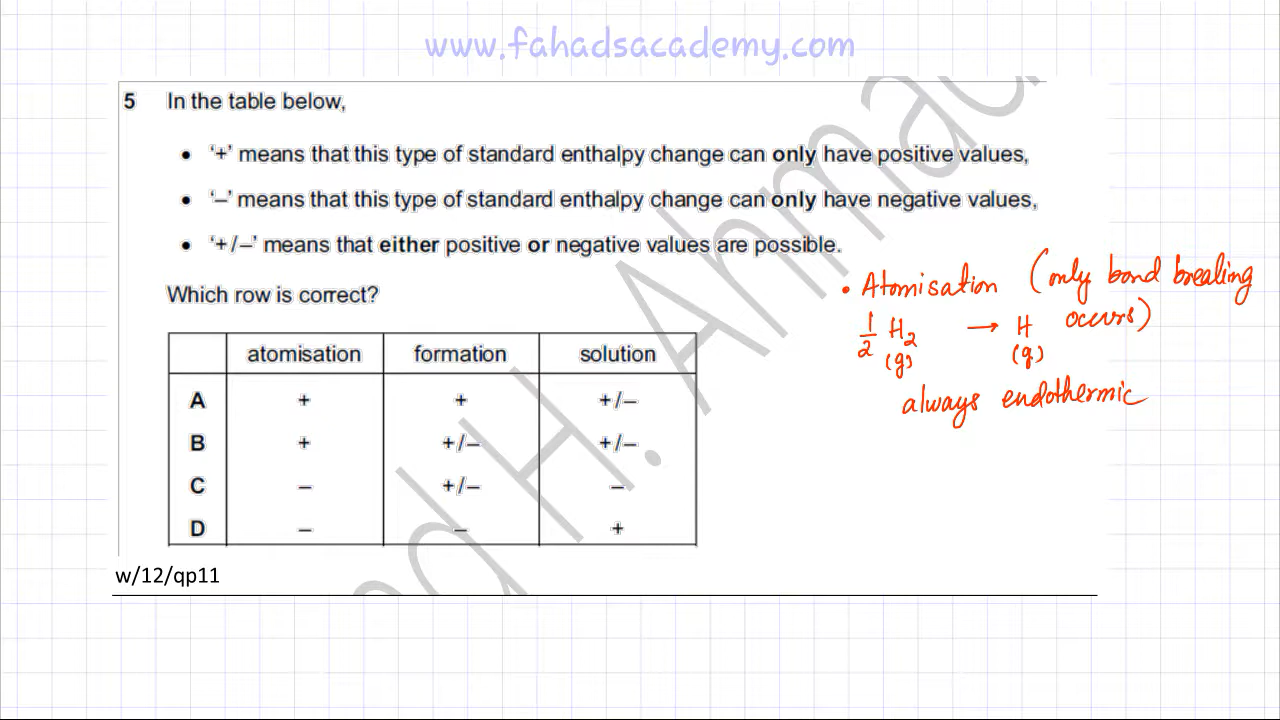 www.fahadsacademy.com
5 In the table below,
• ‘+’ means that this type of standard enthalpy change can only have positive values,
• ‘–’ means that this type of standard enthalpy change can only have negative values,
• ‘+/–’ means that either positive or negative values are possible.
Which row is correct?
atomisation formation solution
A + + +/–
B + +/– +/–
C – +/– –
D – – +
w/12/qp11
• Atomisation (only bond brealing
occurs)
1/2 H2 (g) → H (g)
always endothermic
d H. Ahmad